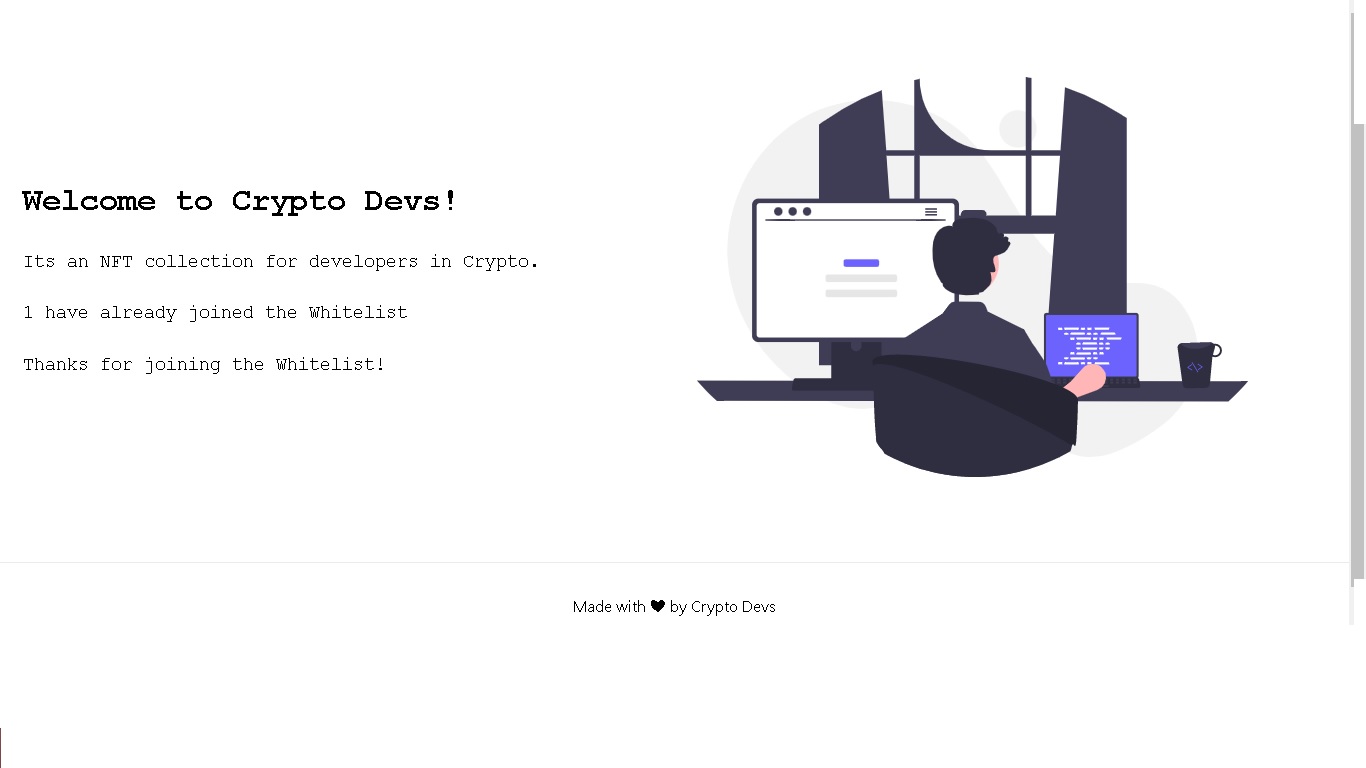 Welcome to Crypto Devs!
Its an NFT collection for developers in Crypto.
1 have already joined the Whitelist
Thanks for joining the Whitelist!
</>
Made with ♥ by Crypto Devs